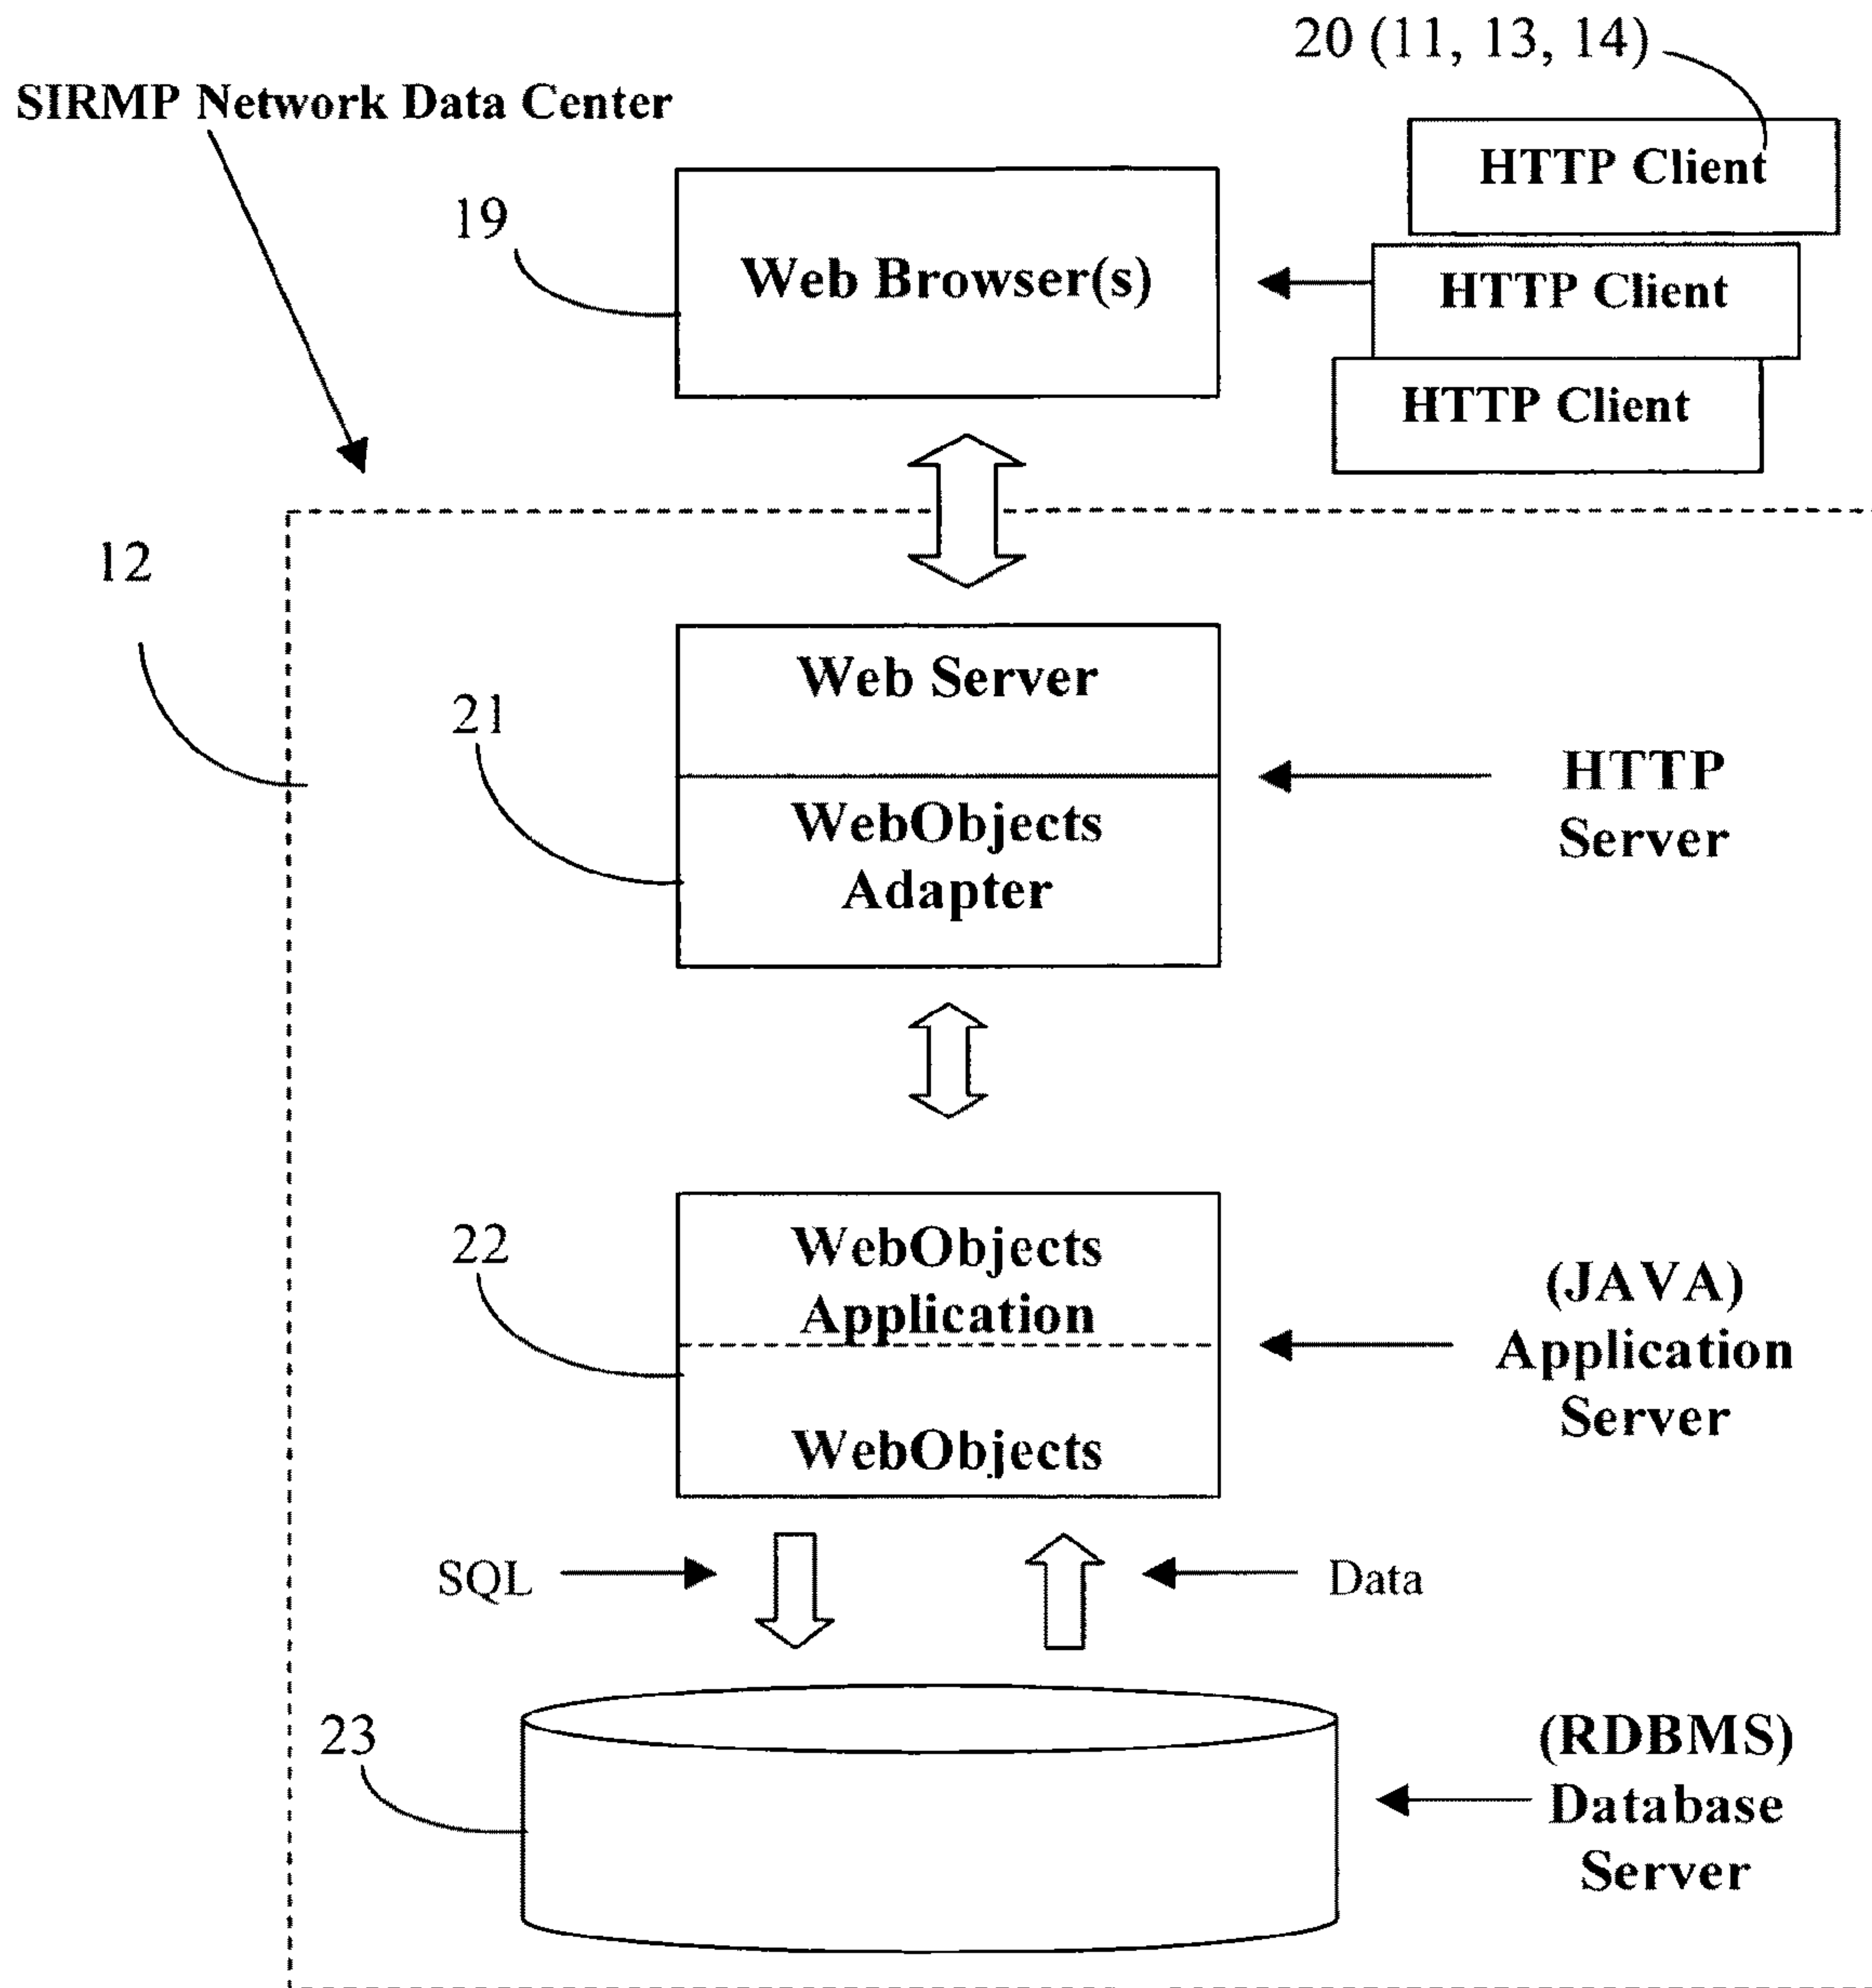 20 (11, 13, 14)
SIRMP Network Data Center
HTTP Client
19
Web Browser(s)
HTTP Client
HTTP Client
12
Web Server
21
WebObjects
Adapter
HTTP
Server
22
WebObjects
Application
WebObjects
(JAVA)
Application
Server
SQL
Data
23
(RDBMS)
Database
Server